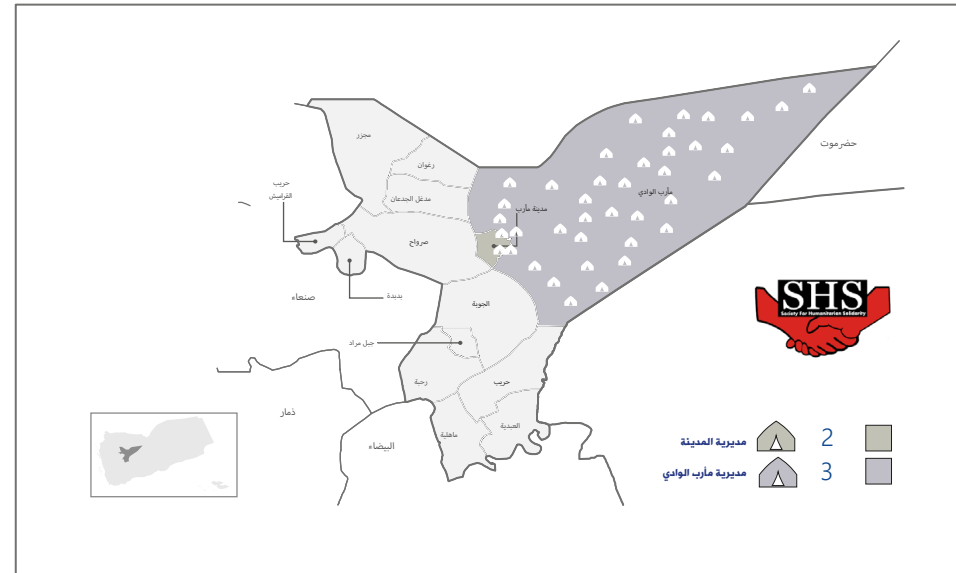 مجزر
رغوان
حضرموت
حريب
القراميش
مدغل الجدعان
مأرب الوادي
مدينة مأرب
صرواح
صنعاء
بديدة
الجوبة
SHS
Society For Humanitarian Solidarity
جبل مراد
رحبة
حريب
ذمار
العبدية
ماهلية
البيضاء
مديرية المدينة 2
مديرية مأرب الوادي 3